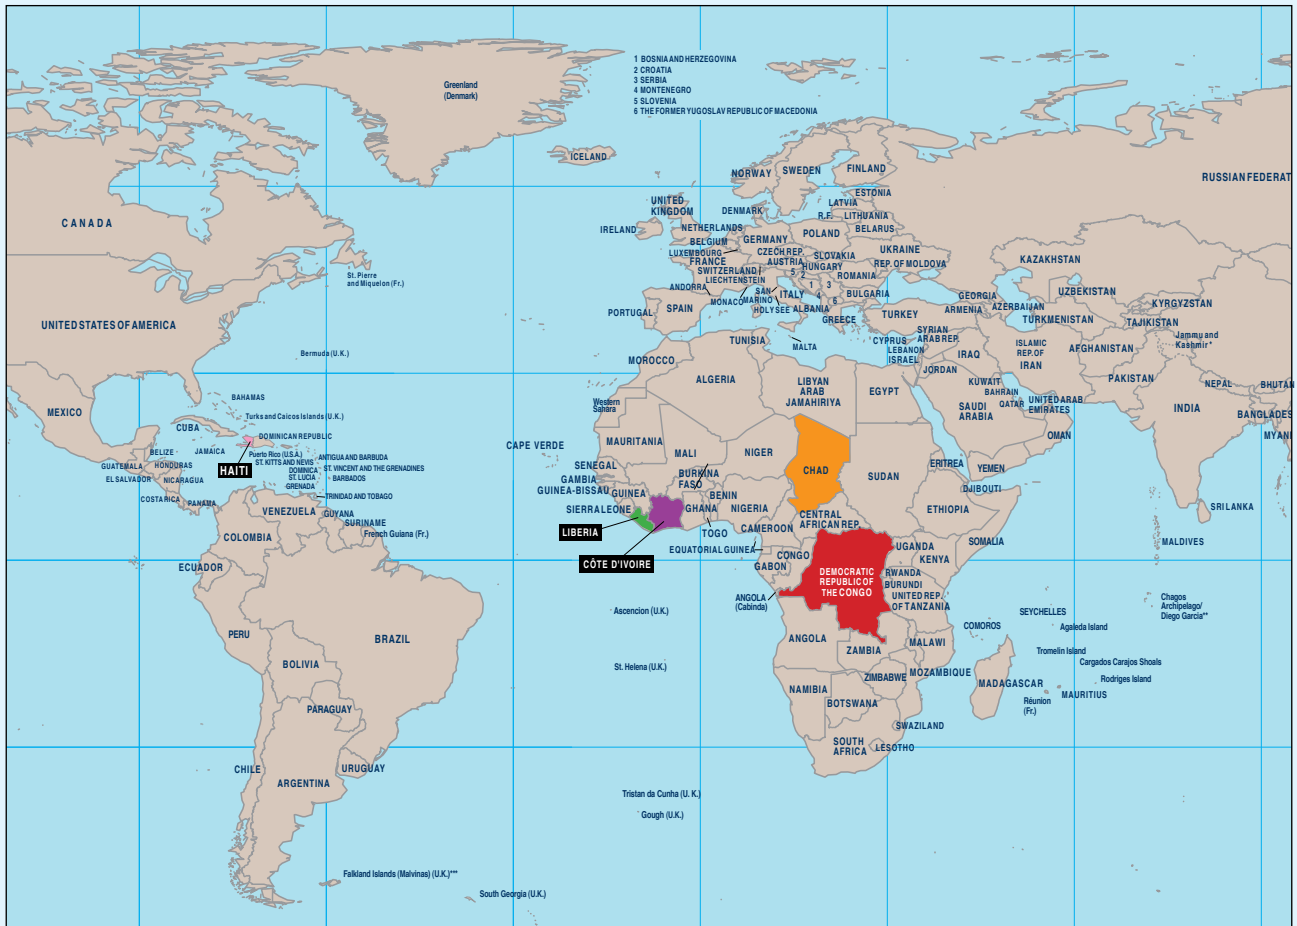 1 BOSNIA AND HERZEGOVINA
2 CROATIA
3 SERBIA
4 MONTENEGRO
5 SLOVENIA
6 THE FORMER YUGOSLAV REPUBLIC OF MACEDONIA
Greenland
(Denmark)
ICELAND
NORWAY
SWEDEN
FINLAND
RUSSIAN FEDERAT
ESTONIA
LATVIA
R.F.
LITHUANIA
BELARUS
UNITED
KINGDOM
DENMARK
IRELAND
NETHERLANDS
BELGIUM
GERMANY
POLAND
LUXEMBOURG
CZECH REP.
SLOVAKIA
UKRAINE
FRANCE
AUSTRIA
HUNGARY
REP. OF MOLDOVA
SWITZERLAND
LIECHTENSTEIN
5
2
ROMANIA
ANDORRA
1
3
MONACO
SAN
MARINO
ITALY
4
6
BULGARIA
HOLY SEE
ALBANIA
PORTUGAL
SPAIN
GREECE
TURKEY
GEORGIA
ARMENIA
AZERBAIJAN
KAZAKHSTAN
UZBEKISTAN
KYRGYZSTAN
TURKMENISTAN
TAJIKISTAN
Jammu and
Kashmir *
CANADA
St. Pierre
and Miquelon (Fr.)
UNITED STATES OF AMERICA
Bermuda (U.K.)
MALTA
CYPRUS
SYRIAN
ARAB REP.
LEBANON
ISRAEL
IRAQ
JORDAN
ISLAMIC
REP. OF
IRAN
AFGHANISTAN
PAKISTAN
KUWAIT
BAHRAIN
QATAR
UNITED ARAB
EMIRATES
SAUDI
ARABIA
OMAN
YEMEN
NEPAL
BHUTAN
INDIA
BANGLADES
MYANI
SRI LANKA
MALDIVES
TUNISIA
MOROCCO
ALGERIA
LIBYAN
ARAB
JAMAHIRIYA
EGYPT
Western
Sahara
MEXICO
BAHAMAS
Turks and Caicos Islands (U.K.)
CUBA
DOMINICAN REPUBLIC
JAMAICA
BELIZE
Puerto Rico (U.S.A.)
ST. KITTS AND NEVIS
ANTIGUA AND BARBUDA
HAITI
GUATEMALA
HONDURAS
DOMINICA
ST. VINCENT AND THE GRENADINES
EL SALVADOR
NICARAGUA
ST. LUCIA
BARBADOS
GRENADA
COSTARICA
PANAMA
TRINIDAD AND TOBAGO
VENEZUELA
GUYANA
SURINAME
French Guiana (Fr.)
COLOMBIA
ECUADOR
PERU
BRAZIL
BOLIVIA
PARAGUAY
CHILE
URUGUAY
ARGENTINA
Falkland Islands (Malvinas) (U.K.)***
South Georgia (U.K.)
CAPE VERDE
MAURITANIA
MALI
NIGER
CHAD
SUDAN
ERITREA
SENEGAL
GAMBIA
GUINEA-BISSAU
GUINEA
BURKINA
FASO
BENIN
SIERRA LEONE
GHANA
NIGERIA
DJIBOUTI
ETHIOPIA
CENTRAL
AFRICAN REP.
CAMEROON
TOGO
LIBERIA
CÔTE D'IVOIRE
EQUATORIAL GUINEA
SOMALIA
CONGO
GABON
DEMOCRATIC
REPUBLIC OF
THE CONGO
UGANDA
KENYA
RWANDA
BURUNDI
UNITED REP.
OF TANZANIA
ANGOLA
(Cabinda)
Ascencion (U.K.)
SEYCHELLES
Chagos
Archipelago/
Diego Garcia**
COMOROS
Agaleda Island
ANGOLA
ZAMBIA
MALAWI
Tromelin Island
Cargados Carajos Shoals
St. Helena (U.K.)
ZIMBABWE
MOZAMBIQUE
MADAGASCAR
Rodriges Island
MAURITIUS
Réunion
(Fr.)
NAMIBIA
BOTSWANA
SWAZILAND
SOUTH
AFRICA
LESOTHO
Tristan da Cunha (U. K.)
Gough (U.K.)